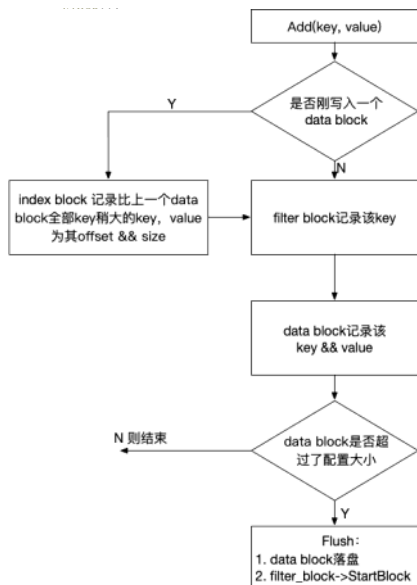 Add(key, value)
Y
是否刚写入一个
data block
N
index block 记录比上一个data
block全部key稍大的key，value
为其offset && size
filter block记录该key
data block记录该
key && value
N 则结束
data block是否超
过了配置大小
Y
Flush：
1. data block落盘
2. filter_block->StartBlock